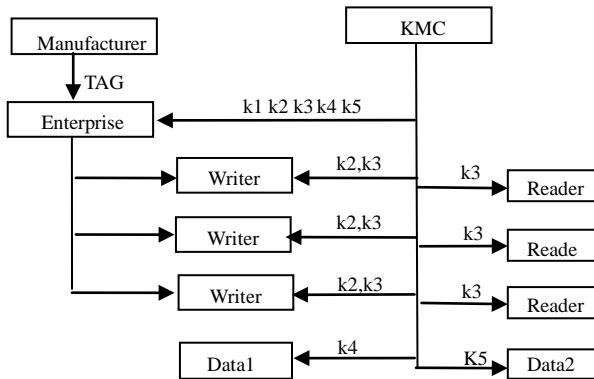 Manufacturer
KMC
TAG
k1 k2 k3 k4 k5
Enterprise
k2,k3
k3
Writer
Reader
k2,k3
k3
Writer
Reade
k2,k3
k3
Writer
Reader
k4
K5
Data1
Data2